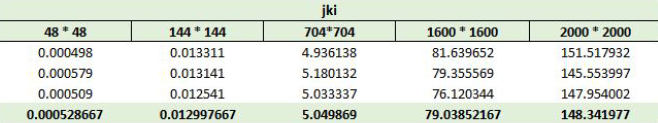 jki
48 * 48 144 * 144 704*704 1600 * 1600 2000 * 2000
0.000498 0.013311 4.936138 81.639652 151.517932
0.000579 0.013141 5.180132 79.355569 145.553997
0.000509 0.012541 5.033337 76.120344 147.954002
0.000528667 0.012997667 5.049869 79.03852167 148.341977